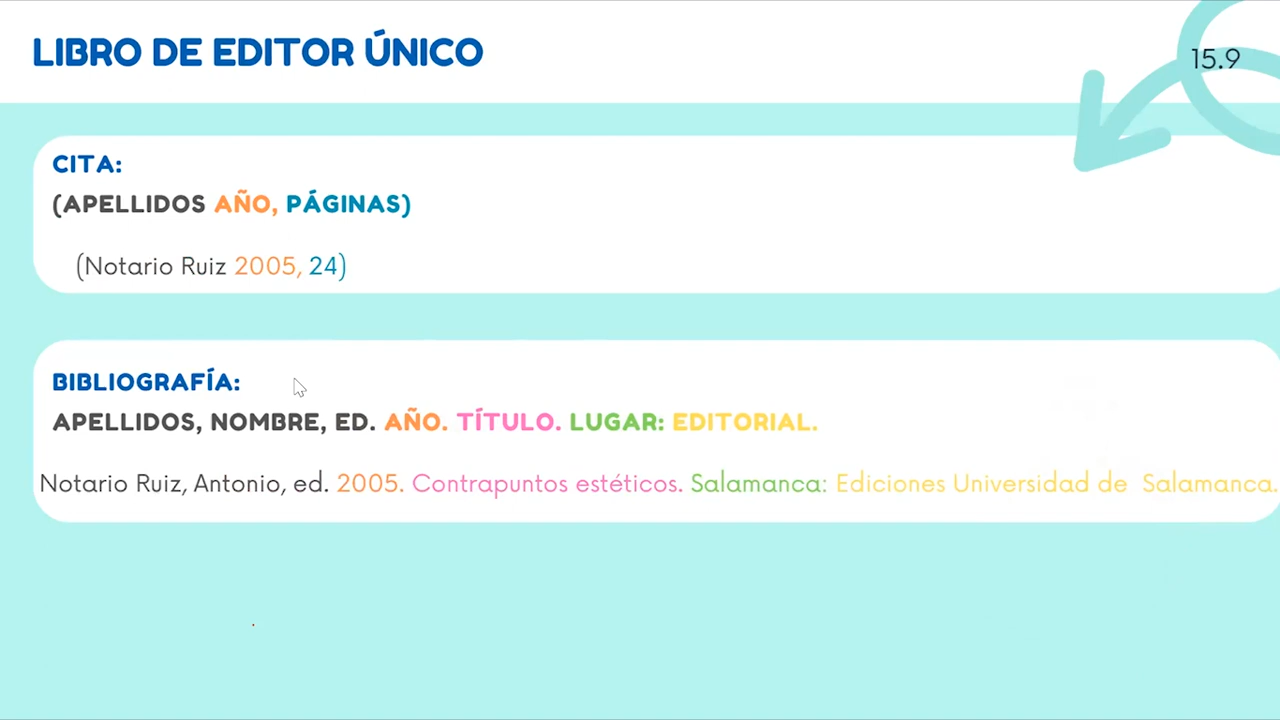 LIBRO DE EDITOR ÚNICO
15.9
CITA:
(APELLIDOS AÑO, PÁGINAS)
(Notario Ruiz 2005, 24)
BIBLIOGRAFÍA:
APELLIDOS, NOMBRE, ED. AÑO. TÍTULO. LUGAR: EDITORIAL.
Notario Ruiz, Antonio, ed. 2005. Contrapuntos estéticos. Salamanca: Ediciones Universidad de Salamanca.